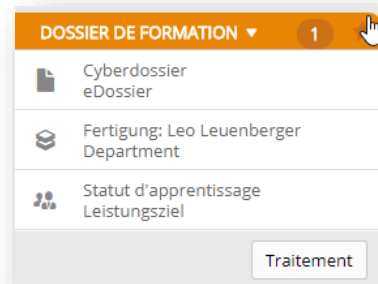 DOSSIER DE FORMATION ▼ 1
Cyberdossier
eDossier
Fertigung: Leo Leuenberger
Department
Statut d'apprentissage
Leistungsziel
Traitement